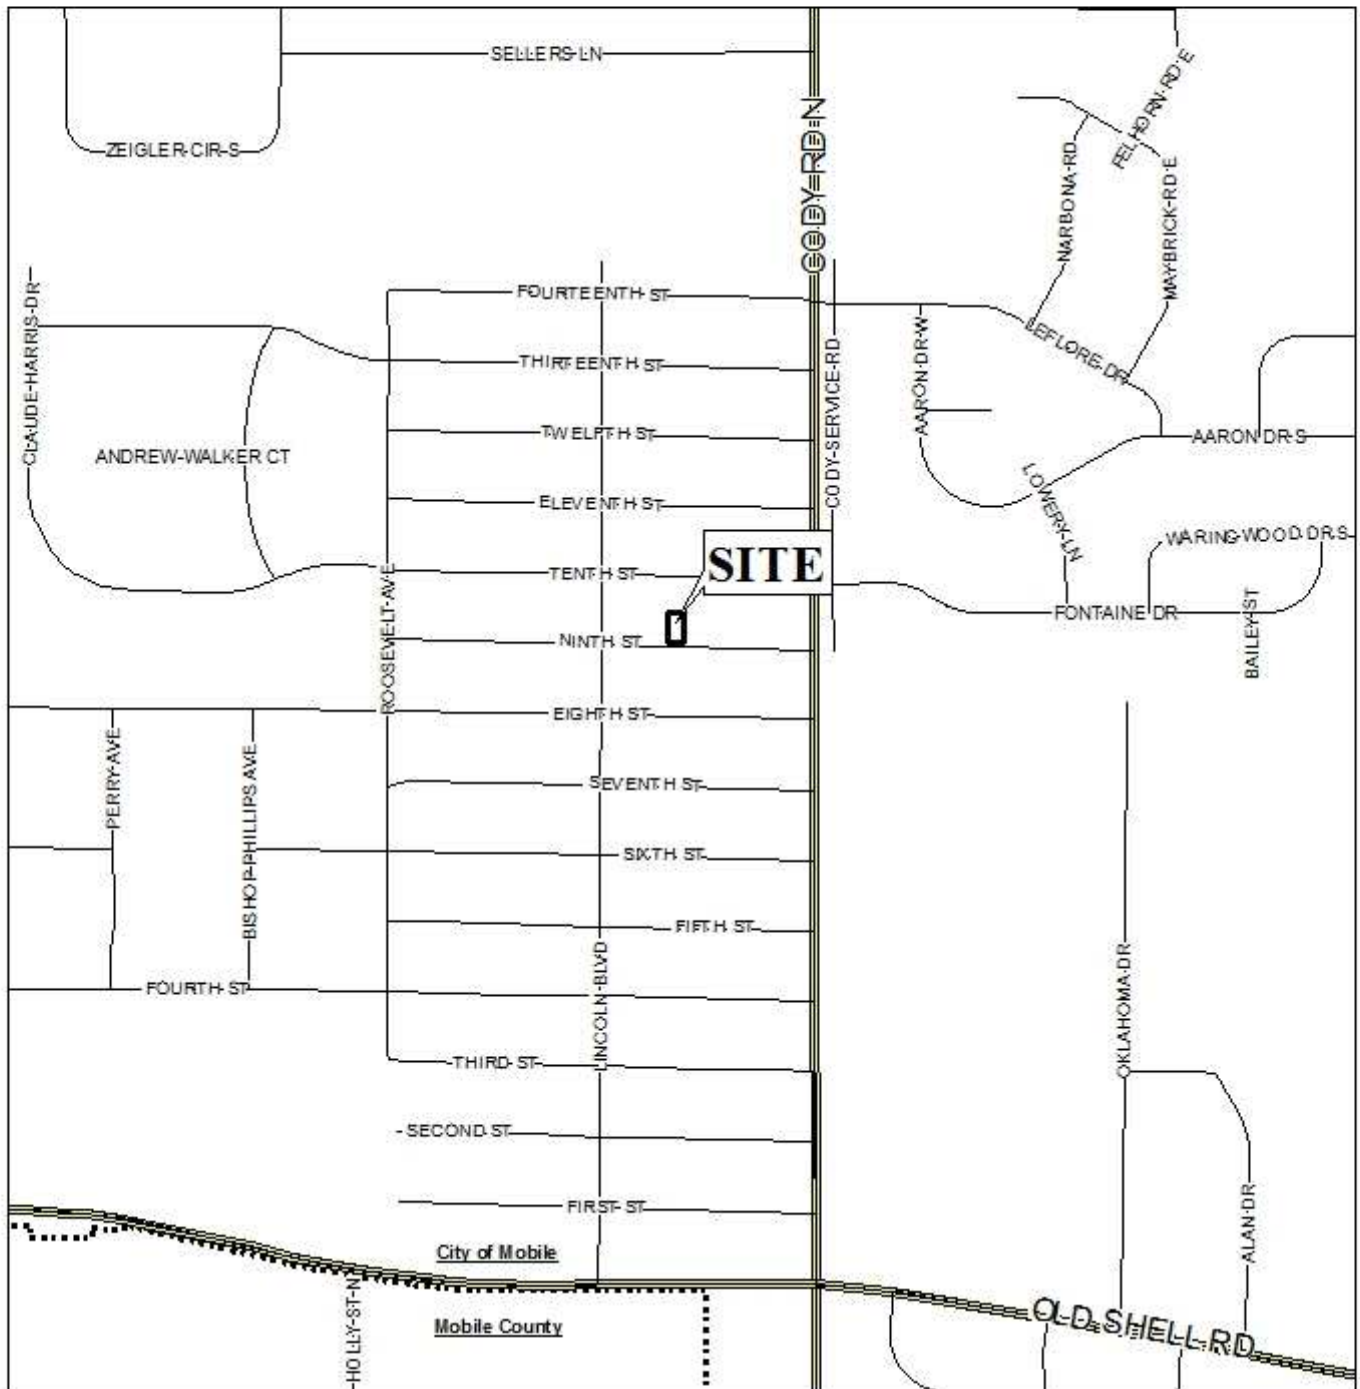 SELLERS LN
ZEIGLER CIR S
CODY RD N
FELHORN RD E
NARBONA RD
MAYBRICK RD E
CLAUDE HARRIS DR
FOURTEENTH ST
THIRTEENTH ST
LEFLORE DR
AARON DR W
CODY SERVICE RD
TWELFTH ST
AARON DR S
ANDREW WALKER CT
ELEVENTH ST
LOWERY LN
WARINGWOOD DR S
SITE
TENTH ST
ROOSEVELT AVE
FONTAINE DR
BAILEY ST
NINTH ST
EIGHTH ST
PERRY AVE
BISHOP PHILLIPS AVE
SEVENTH ST
SIXTH ST
FIFTH ST
LINCOLN BLVD
OKLAHOMA DR
FOURTH ST
THIRD ST
SECOND ST
FIRST ST
ALAN DR
City of Mobile
HOLLY ST N
Mobile County
OLD SHELL RD